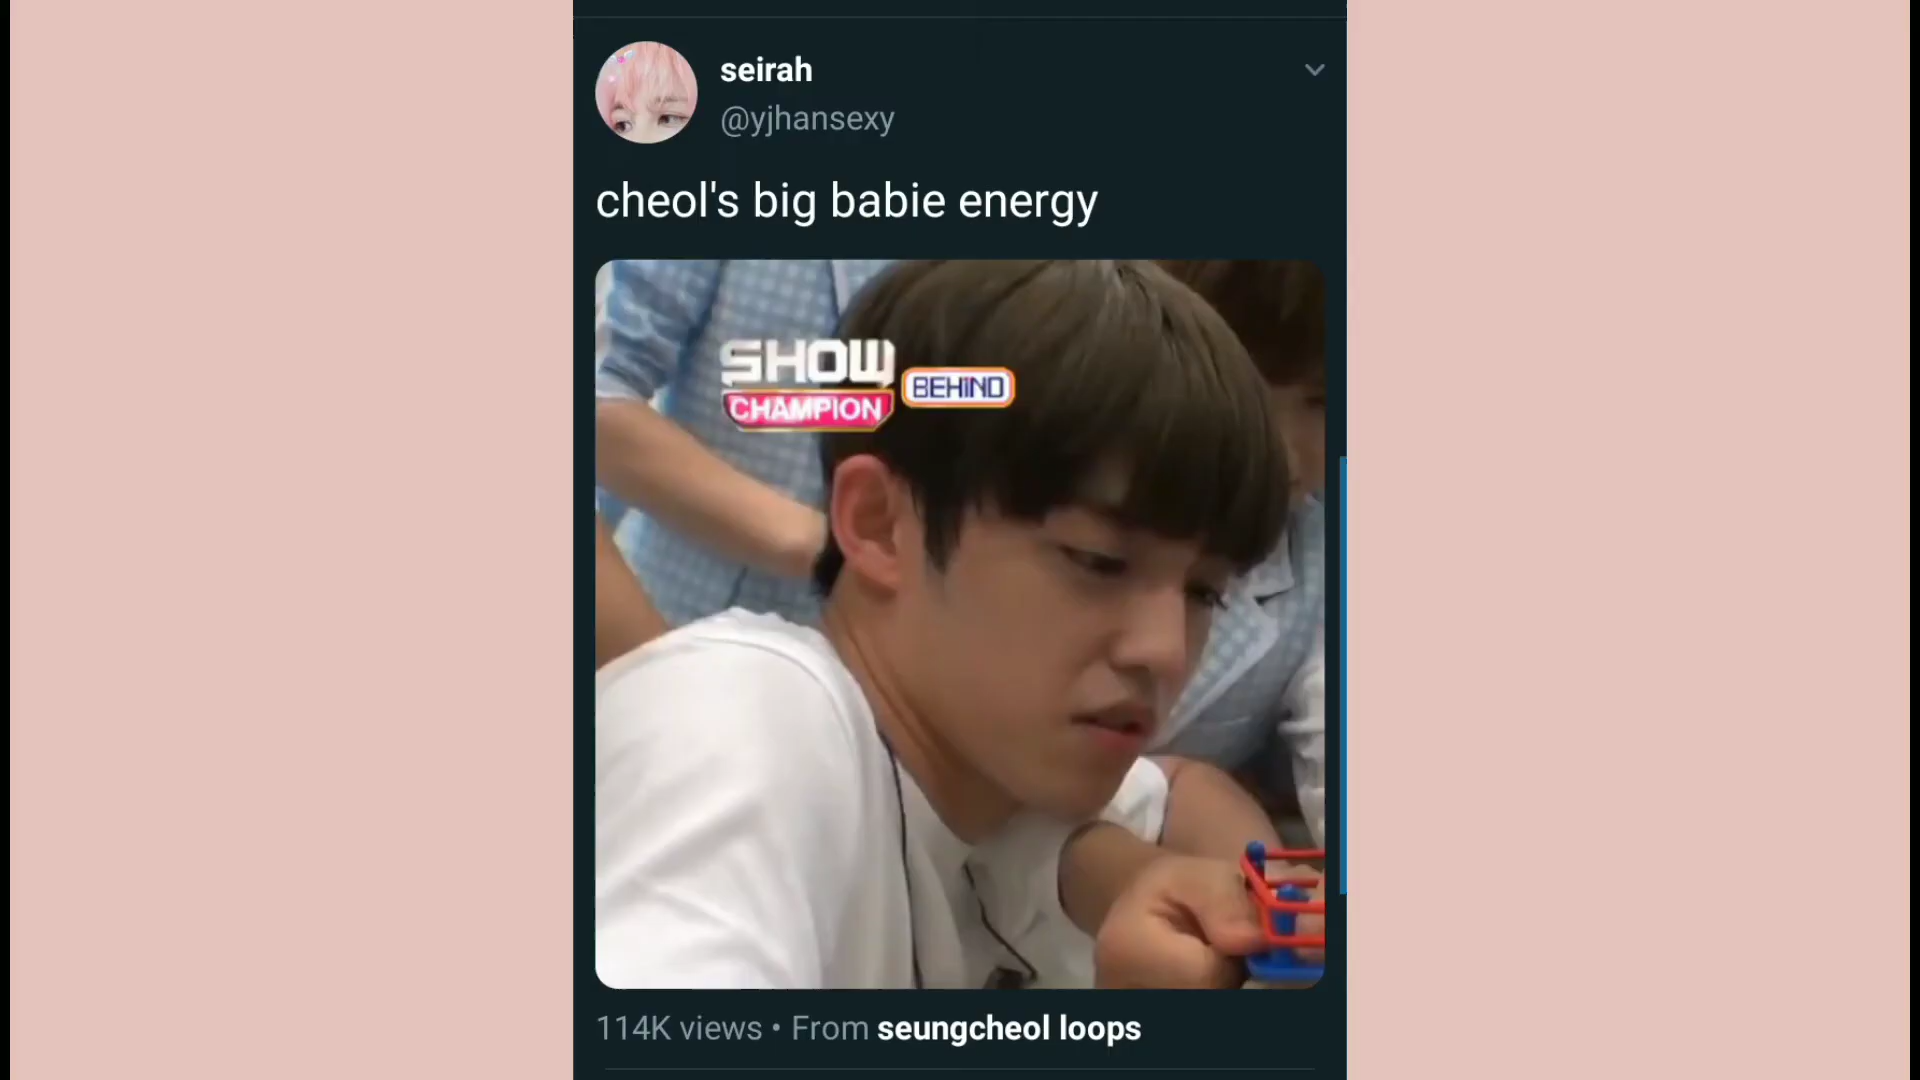 seirah
@yjhansexy
cheol's big babie energy
SHOW
CHAMPION
BEHIND
114K views • From seungcheol loops